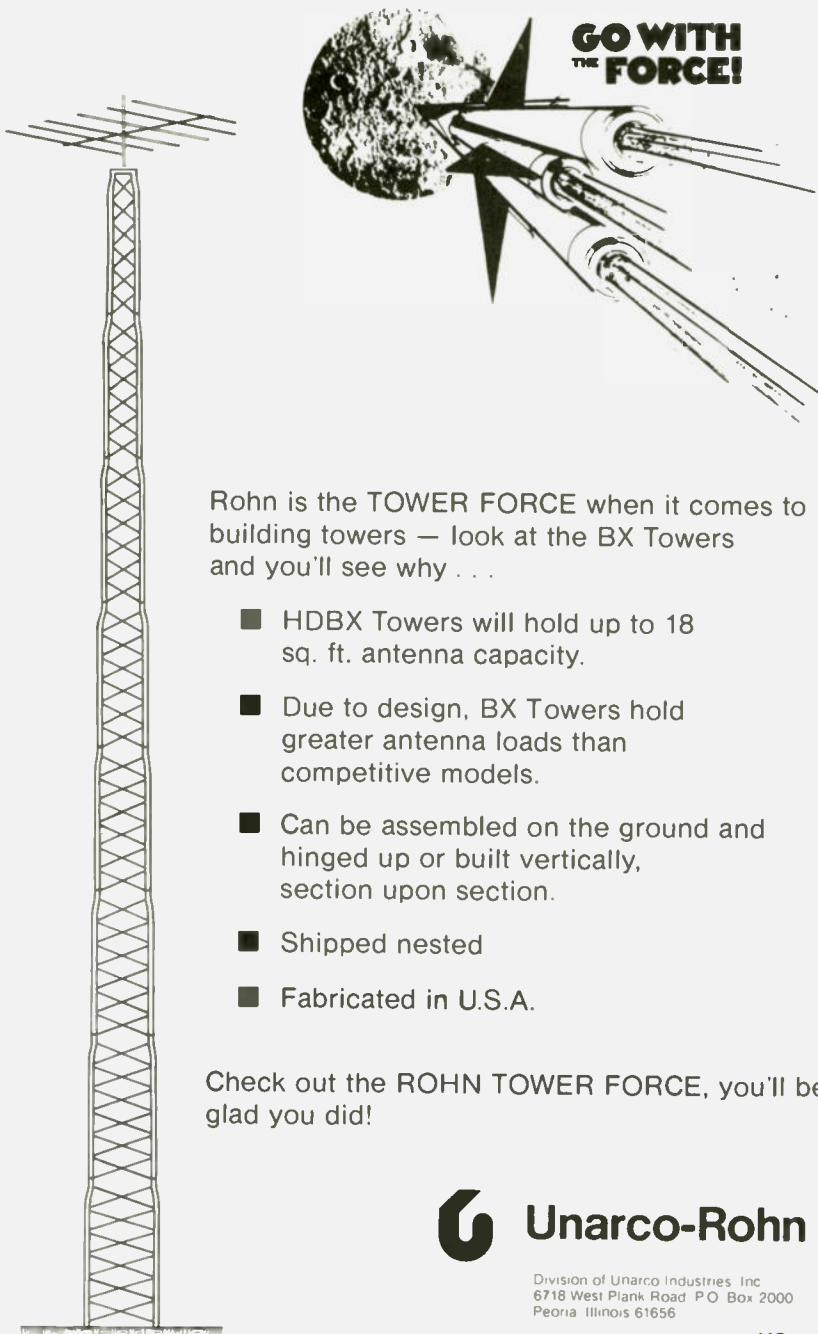 GO WITH
THE FORCE!
Rohn is the TOWER FORCE when it comes to
building towers — look at the BX Towers
and you'll see why . . .
■ HDBX Towers will hold up to 18
sq. ft. antenna capacity.
■ Due to design, BX Towers hold
greater antenna loads than
competitive models.
■ Can be assembled on the ground and
hinged up or built vertically,
section upon section.
■ Shipped nested
■ Fabricated in U.S.A.
Check out the ROHN TOWER FORCE, you'll be
glad you did!
Unarco-Rohn
Division of Unarco Industries Inc
6718 West Plank Road P O Box 2000
Peoria Illinois 61656